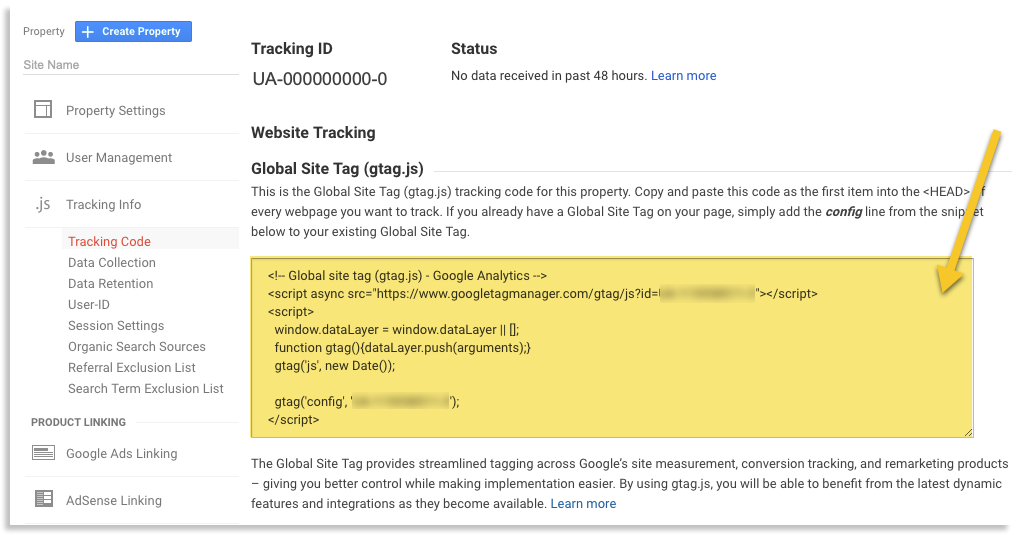 Property
Create Property
Site Name
Property Settings
User Management
.js Tracking Info
Tracking Code
Data Collection
Data Retention
User-ID
Session Settings
Organic Search Sources
Referral Exclusion List
Search Term Exclusion List
PRODUCT LINKING
Google Ads Linking
AdSense Linking
Tracking ID
UA-000000000-0
Status
No data received in past 48 hours. Learn more
Website Tracking
Global Site Tag (gtag.js)
This is the Global Site Tag (gtag.js) tracking code for this property. Copy and paste this code as the first item into the <HEAD> of
every webpage you want to track. If you already have a Global Site Tag on your page, simply add the config line from the snippet
below to your existing Global Site Tag.
<!-- Global site tag (gtag.js) - Google Analytics -->
<script async src="https://www.googletagmanager.com/gtag/js?id="></script>
<script>
window.dataLayer = window.dataLayer || [];
function gtag(){dataLayer.push(arguments);}
gtag('js', new Date());
gtag('config', '');
</script>
The Global Site Tag provides streamlined tagging across Google's site measurement, conversion tracking, and remarketing products
– giving you better control while making implementation easier. By using gtag.js, you will be able to benefit from the latest dynamic
features and integrations as they become available. Learn more